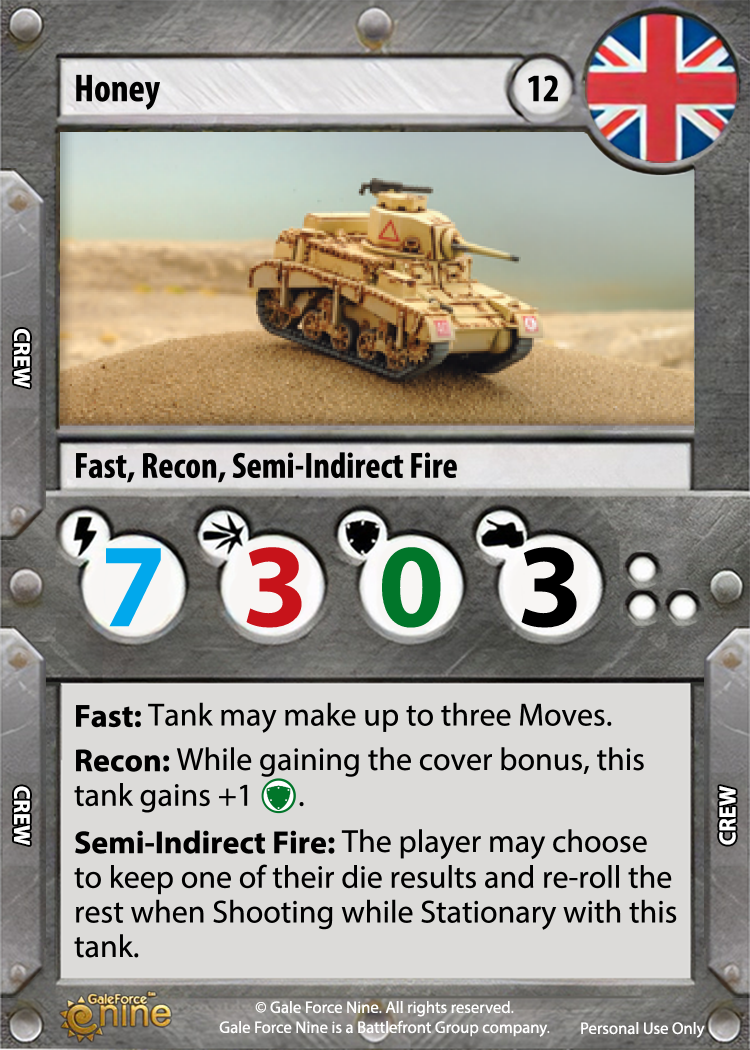 Honey
12
CREW
Fast, Recon, Semi-Indirect Fire
7 3 0 3
Fast: Tank may make up to three Moves.
Recon: While gaining the cover bonus, this
tank gains +1 .
Semi-Indirect Fire: The player may choose
to keep one of their die results and re-roll the
rest when Shooting while Stationary with this
tank.
CREW
CREW
GaleForce™
nine
© Gale Force Nine. All rights reserved.
Gale Force Nine is a Battlefront Group company.
Personal Use Only